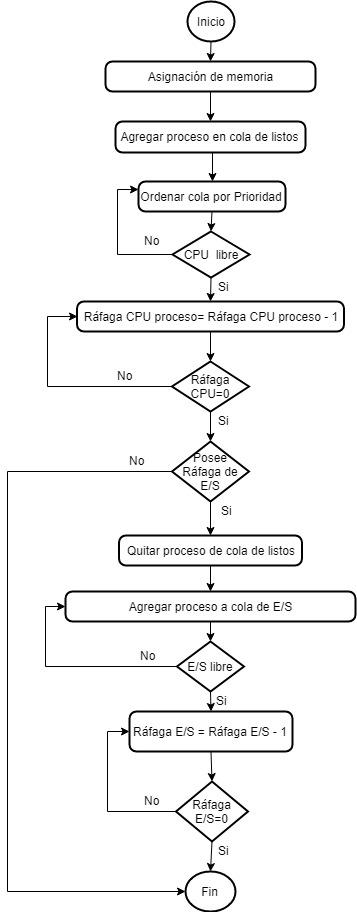 Inicio
Asignación de memoria
Agregar proceso en cola de listos
Ordenar cola por Prioridad
No
CPU libre
Si
Ráfaga CPU proceso= Ráfaga CPU proceso - 1
No
Ráfaga
CPU=0
Si
No
Posee
Ráfaga de
E/S
Si
Quitar proceso de cola de listos
Agregar proceso a cola de E/S
No
E/S libre
Si
Ráfaga E/S = Ráfaga E/S - 1
No
Ráfaga
E/S=0
Si
Fin